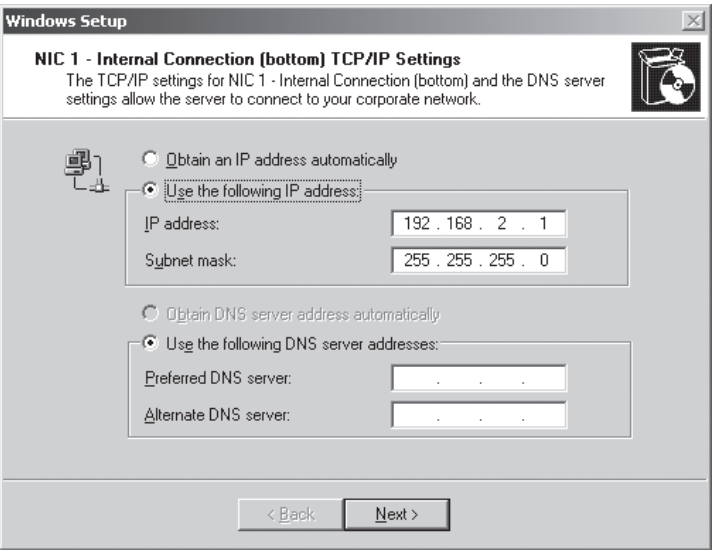 Windows Setup
NIC 1 - Internal Connection (bottom) TCP/IP Settings
The TCP/IP settings for NIC 1 - Internal Connection (bottom) and the DNS server
settings allow the server to connect to your corporate network.
Obtain an IP address automatically
Use the following IP address:
IP address: 192 . 168 . 2 . 1
Subnet mask: 255 . 255 . 255 . 0
Obtain DNS server address automatically
Use the following DNS server addresses:
Preferred DNS server: . . .
Alternate DNS server: . . .
< Back Next >